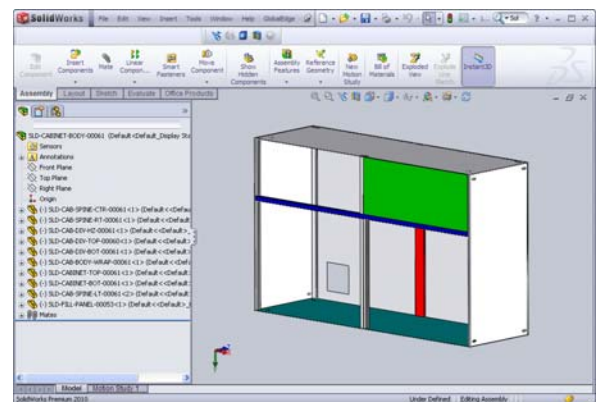 SolidWorks File Edit View Insert Tools Window Help GlobalEdge
Edit Component Insert Components Mate Linear Compon... Smart Fasteners Move Component Show Hidden Components Assembly Features Reference Geometry New Motion Study Bill of Materials Exploded View Explode Line Sketch Instant3D
Assembly Layout Sketch Evaluate Office Products
SLD-CABINET-BODY-00061 (Default<Default_Display Sta
Sensors
Annotations
Front Plane
Top Plane
Right Plane
Origin
(-) SLD-CAB-SPINE-CTR-00061<1> (Default<<Defau
(-) SLD-CAB-SPINE-RT-00061<1> (Default<<Default
(-) SLD-CAB-DIV-HZ-00061<1> (Default<<Default>_
(-) SLD-CAB-DIV-TOP-00060<1> (Default<<Default>
(-) SLD-CAB-DIV-BOT-00061<1> (Default<<Default>
(-) SLD-CAB-BODY-WRAP-00061<1> (Default<<Defau
(-) SLD-CABINET-TOP-00061<1> (Default<<Default>
(-) SLD-CABINET-BOT-00061<1> (Default<<Default>
(-) SLD-CAB-SPINE-LT-00061<2> (Default<<Default>
(-) SLD-FILL-PANEL-00053<1> (Default<<Default>_
Mates
Model Motion Study 1
SolidWorks Premium 2010 Under Defined Editing Assembly